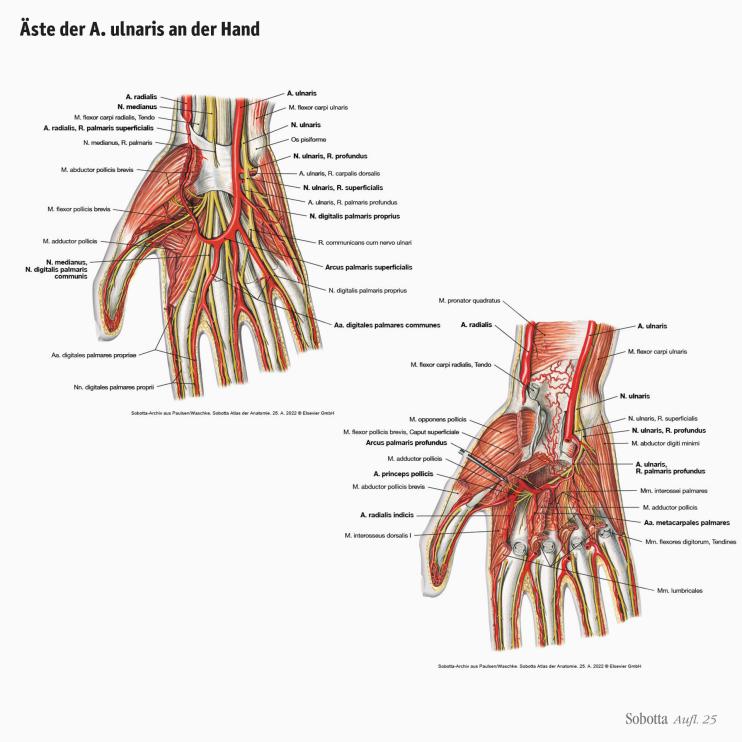 Äste der A. ulnaris an der Hand
A. radialis
N. medianus
M. flexor carpi radialis, Tendo
A. radialis, R. palmaris superficialis
N. medianus, R. palmaris
M. abductor pollicis brevis
M. flexor pollicis brevis
M. adductor pollicis
N. medianus,
N. digitalis palmaris
communis
Aa. digitales palmares propriae
Nn. digitales palmares proprii
A. ulnaris
M. flexor carpi ulnaris
N. ulnaris
Os pisiforme
N. ulnaris, R. profundus
A. ulnaris, R. carpalis dorsalis
N. ulnaris, R. superficialis
A. ulnaris, R. palmaris profundus
N. digitalis palmaris proprius
R. communicans cum nervo ulnari
Arcus palmaris superficialis
N. digitalis palmaris proprius
Aa. digitales palmares communes
Sobotta-Archiv aus Paulsen/Waschke. Sobotta Atlas der Anatomie. 25. A. 2022 © Elsevier GmbH
M. pronator quadratus
A. radialis
M. flexor carpi radialis, Tendo
M. opponens pollicis
M. flexor pollicis brevis, Caput superficiale
Arcus palmaris profundus
M. adductor pollicis
A. princeps pollicis
M. abductor pollicis brevis
A. radialis indicis
M. interosseus dorsalis I
A. ulnaris
M. flexor carpi ulnaris
N. ulnaris
N. ulnaris, R. superficialis
N. ulnaris, R. profundus
M. abductor digiti minimi
A. ulnaris,
R. palmaris profundus
Mm. interossei palmares
M. adductor pollicis
Aa. metacarpales palmares
Mm. flexores digitorum, Tendines
Mm. lumbricales
Sobotta-Archiv aus Paulsen/Waschke. Sobotta Atlas der Anatomie. 25. A. 2022 © Elsevier GmbH
Sobotta Aufl. 25